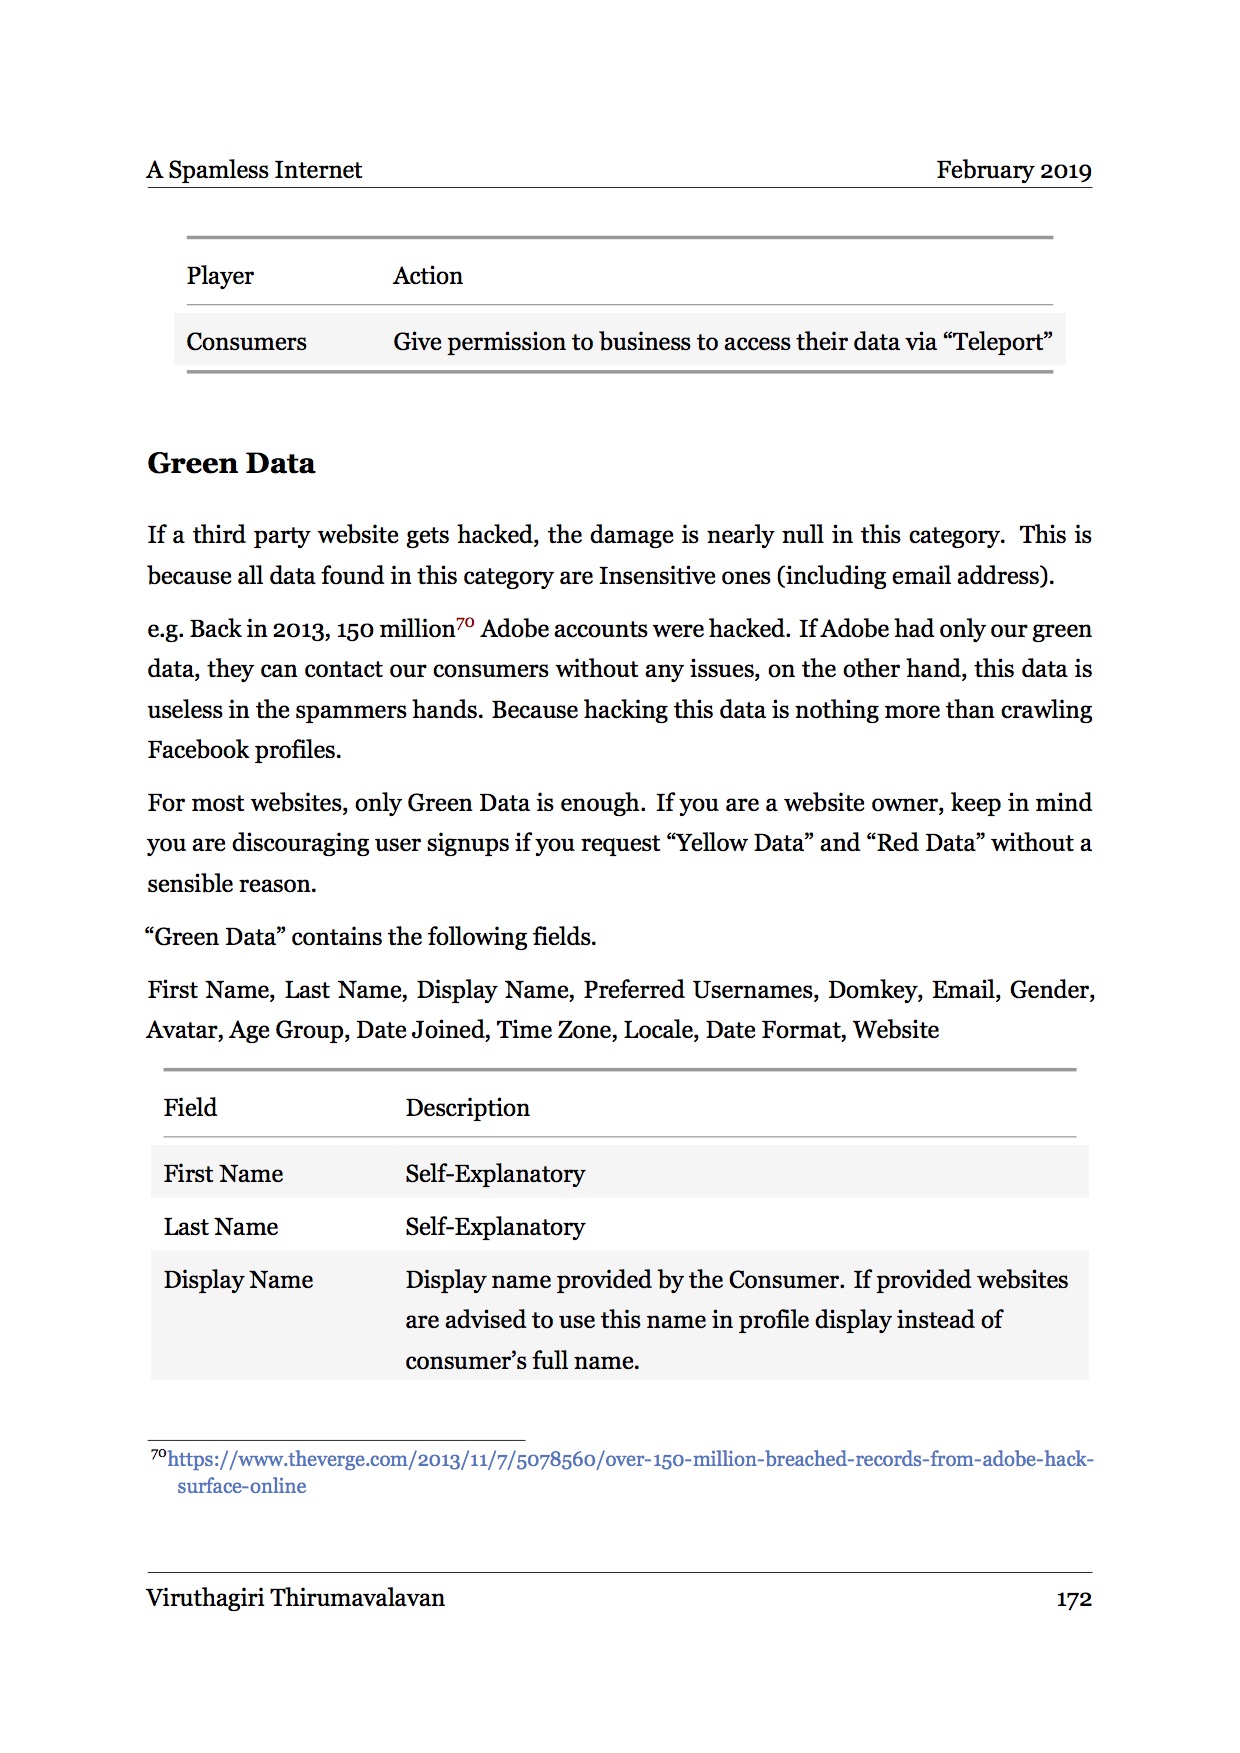 A Spamless Internet February 2019
Player Action
Consumers Give permission to business to access their data via “Teleport”
Green Data
If a third party website gets hacked, the damage is nearly null in this category. This is
because all data found in this category are Insensitive ones (including email address).
e.g. Back in 2013, 150 million70 Adobe accounts were hacked. If Adobe had only our green
data, they can contact our consumers without any issues, on the other hand, this data is
useless in the spammers hands. Because hacking this data is nothing more than crawling
Facebook profiles.
For most websites, only Green Data is enough. If you are a website owner, keep in mind
you are discouraging user signups if you request “Yellow Data” and “Red Data” without a
sensible reason.
“Green Data” contains the following fields.
First Name, Last Name, Display Name, Preferred Usernames, Domkey, Email, Gender,
Avatar, Age Group, Date Joined, Time Zone, Locale, Date Format, Website
Field Description
First Name Self-Explanatory
Last Name Self-Explanatory
Display Name Display name provided by the Consumer. If provided websites
are advised to use this name in profile display instead of
consumer’s full name.
70https://www.theverge.com/2013/11/7/5078560/over-150-million-breached-records-from-adobe-hack-
surface-online
Viruthagiri Thirumavalavan 172